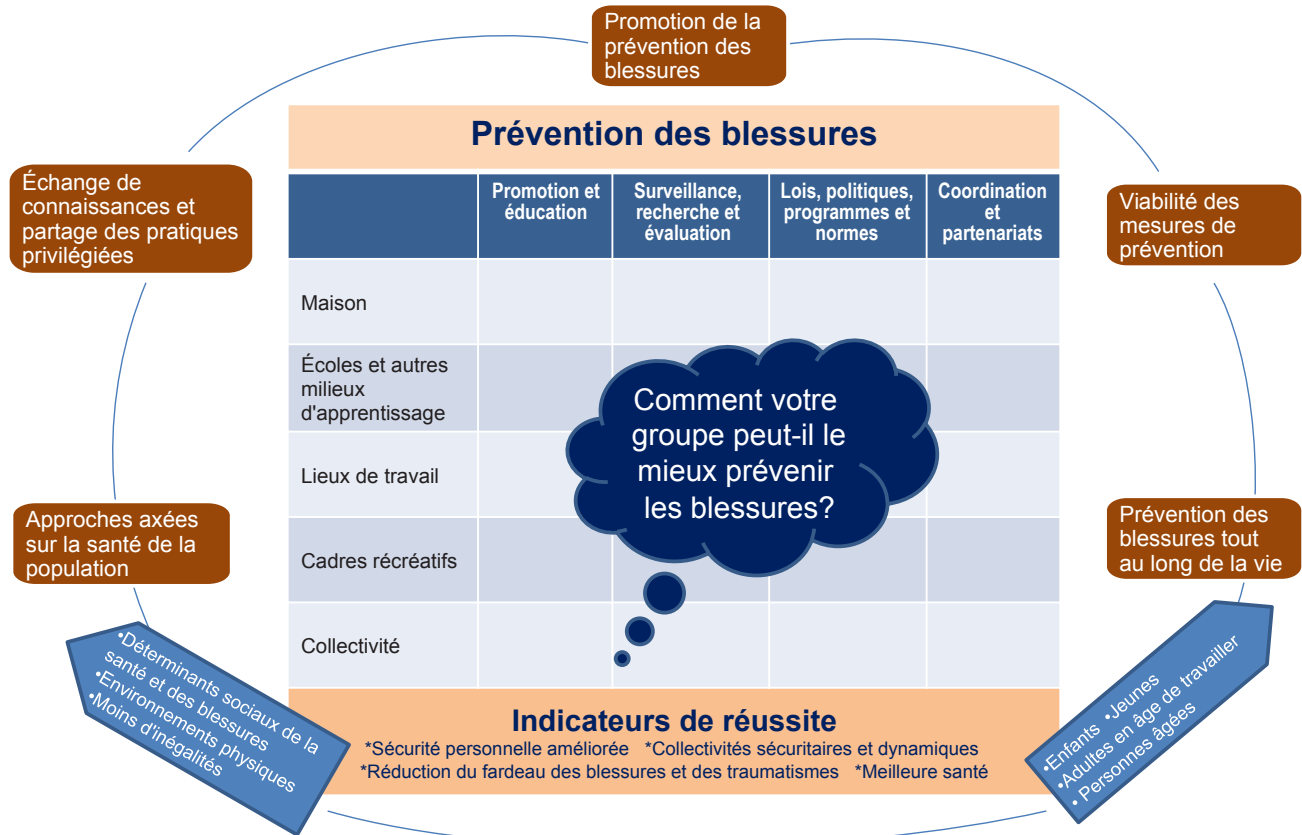 Promotion de la
prévention des
blessures
Prévention des blessures
Échange de
connaissances et
partage des pratiques
privilégiées
Promotion et
éducation
Surveillance,
recherche et
évaluation
Lois, politiques,
programmes et
normes
Coordination
et
partenariats
Viabilité des
mesures de
prévention
Maison
Écoles et autres
milieux
d'apprentissage
Lieux de travail
Cadres récréatifs
Collectivité
Comment votre
groupe peut-il le
mieux prévenir
les blessures?
Approches axées
sur la santé de la
population
Prévention des
blessures tout
au long de la vie
•Déterminants sociaux de la
santé et des blessures
•Environnements physiques
•Moins d'inégalités
Indicateurs de réussite
*Sécurité personnelle améliorée *Collectivités sécuritaires et dynamiques
*Réduction du fardeau des blessures et des traumatismes *Meilleure santé
•Enfants •Jeunes
•Adultes en âge de travailler
• Personnes âgées